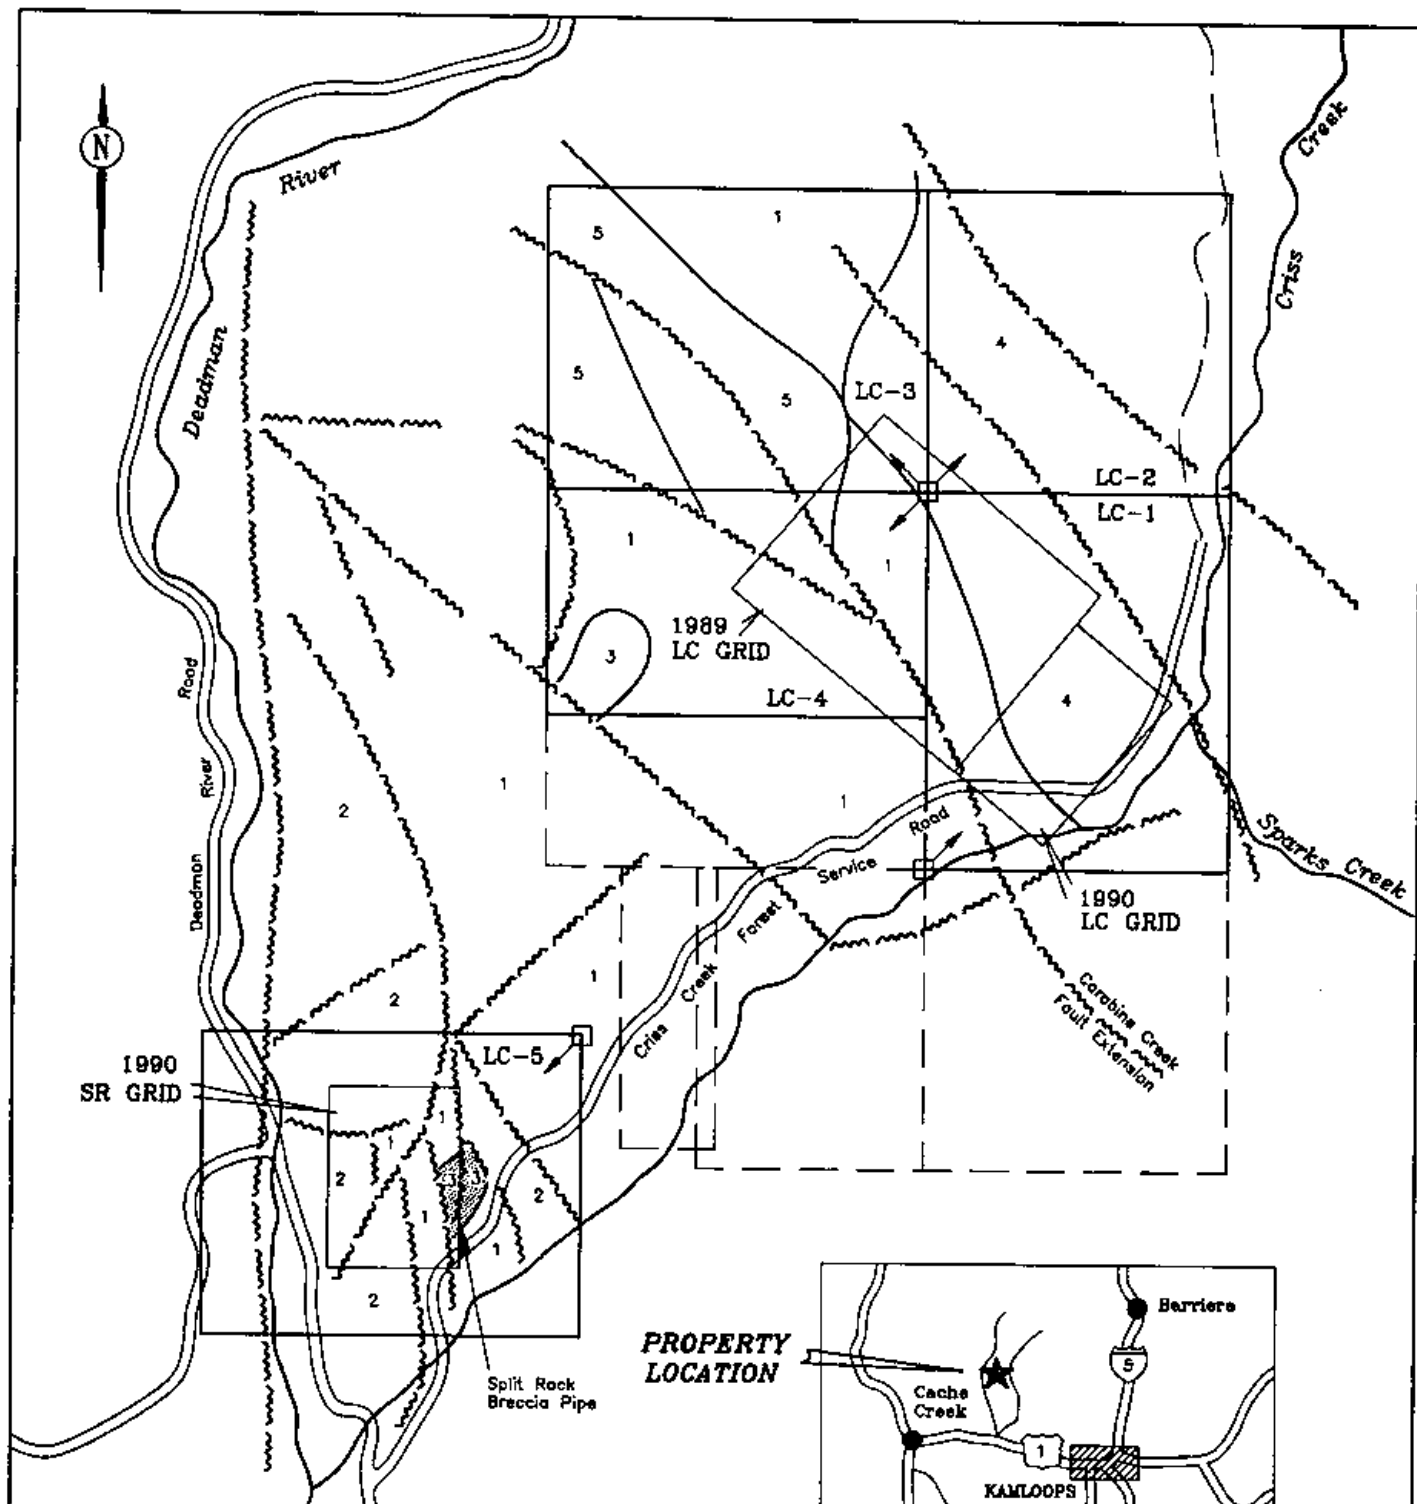 N
River
Deadman
Creek
Criss
1
5
4
5
5
LC-3
LC-2
LC-1
1
1
1989
LC GRID
3
LC-4
4
Road
River
Deadman
2
1
1
Road
Service
Forest
Creek
Criss
Sparks Creek
1990
LC GRID
Carabine Creek
Fault Extension
2
1
LC-5
1990
SR GRID
1
1
2
1
2
1
2
Split Rock
Breccia Pipe
PROPERTY
LOCATION
Barriere
5
Cache
Creek
1
KAMLOOPS